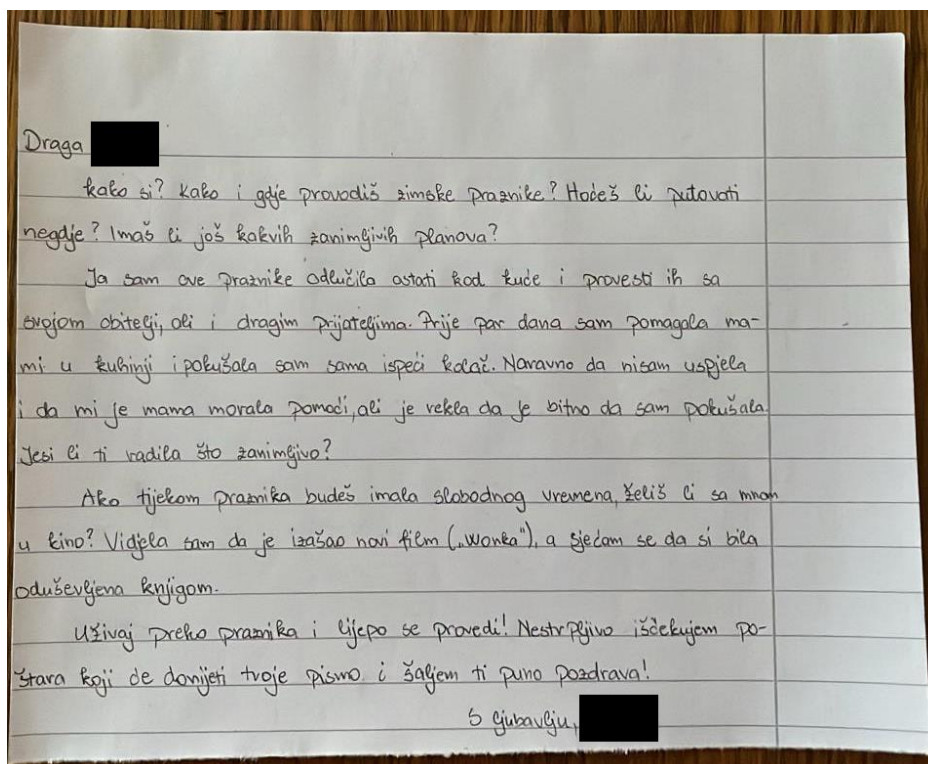 Draga
kako si? Kako i gdje provodiš zimske praznike? Hoćeš li putovati
negdje? Imaš li još kakvih zanimljivih planova?
Ja sam ove praznike odlučila ostati kod kuće i provesti ih sa
svojom obitelji, ali i dragim prijateljima. Prije par dana sam pomagala ma-
mi u kuhinji i pokušala sam sama ispeći kolač. Naravno da nisam uspjela
i da mi je mama morala pomoći, ali je rekla da je bitno da sam pokušala.
Jesi li ti radila što zanimljivo?
Ako tijekom praznika budeš imala slobodnog vremena, želiš li sa mnom
u kino? Vidjela sam da je izašao novi film („Wonka"), a sjećam se da si bila
oduševljena knjigom.
Uživaj preko praznika i lijepo se provedi! Nestrpljivo iščekujem po-
štara koji će donijeti tvoje pismo i šaljem ti puno pozdrava!
S ljubavlju,